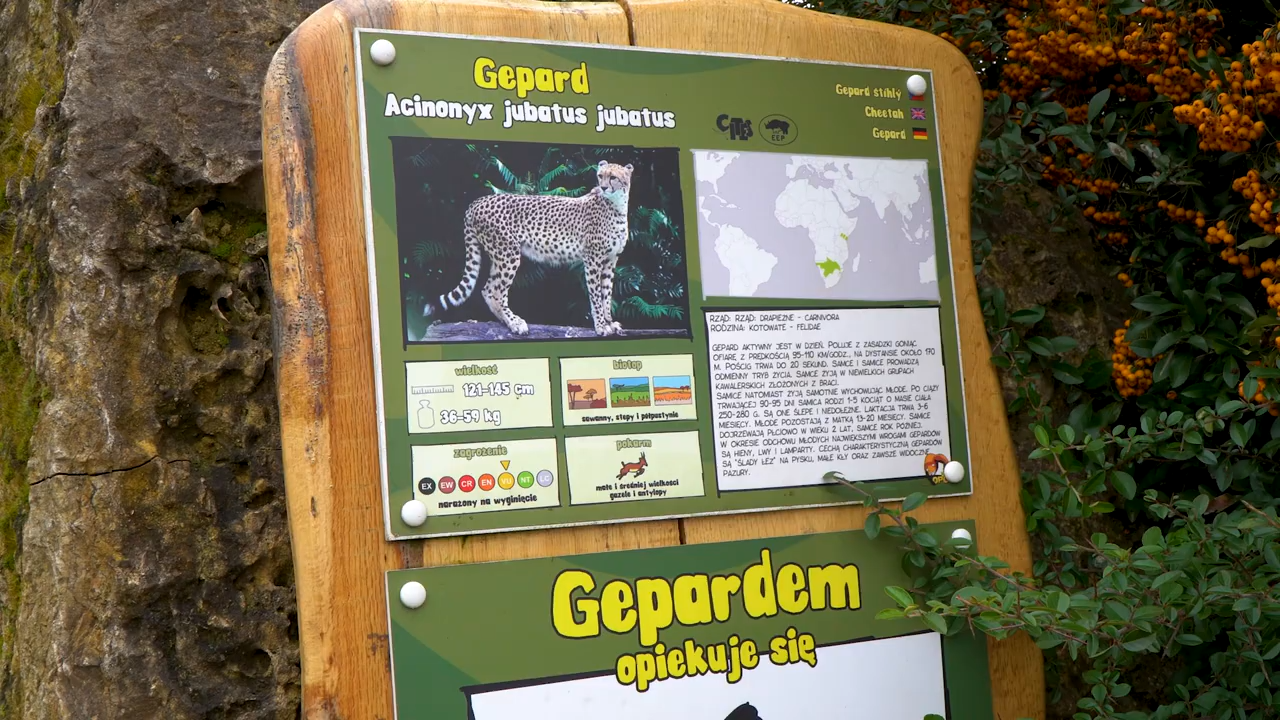 Gepard
Acinonyx jubatus jubatus
CITES
EEP
Gepard štíhlý
Cheetah
Gepard
RZĄD: RZĄD: DRAPIEŻNE - CARNIVORA
RODZINA: KOTOWATE - FELIDAE
GEPARD AKTYWNY JEST W DZIEŃ. POLUJE Z ZASADZKI GONIĄC
OFIARĘ Z PRĘDKOŚCIĄ 95-110 KM/GODZ., NA DYSTANSIE OKOŁO 170
M. POŚCIG TRWA DO 20 SEKUND. SAMCE I SAMICE PROWADZĄ
ODMIENNY TRYB ŻYCIA. SAMCE ŻYJĄ W NIEWIELKICH GRUPACH
KAWALERSKICH ZŁOŻONYCH Z BRACI.
SAMICE NATOMIAST ŻYJĄ SAMOTNIE WYCHOWUJĄC MŁODE. PO CIĄŻY
TRWAJĄCEJ 90-95 DNI SAMICA RODZI 1-5 KOCIĄT O MASIE CIAŁA
250-280 G. SĄ ONE ŚLEPE I NIEDOŁĘŻNE. LAKTACJA TRWA 3-6
MIESIĘCY. MŁODE POZOSTAJĄ Z MATKĄ 13-20 MIESIĘCY. SAMICE
DOJRZEWAJĄ PŁCIOWO W WIEKU 2 LAT, SAMCE ROK PÓŹNIEJ.
W OKRESIE ODCHOWU MŁODYCH NAJWIĘKSZYMI WROGAMI GEPARDÓW
SĄ HIENY, LWY I LAMPARTY. CECHĄ CHARAKTERYSTYCZNĄ GEPARDÓW
SĄ "ŚLADY ŁEZ" NA PYSKU, MAŁE KŁY ORAZ ZAWSZE WIDOCZNE
PAZURY.
wielkość
121-145 cm
36-59 kg
biotop
sawanny, stepy i półpustynie
zagrożenie
EX EW CR EN VU NT LC
narażony na wyginięcie
pokarm
małe i średniej wielkości
gazele i antylopy
Gepardem
opiekuje się